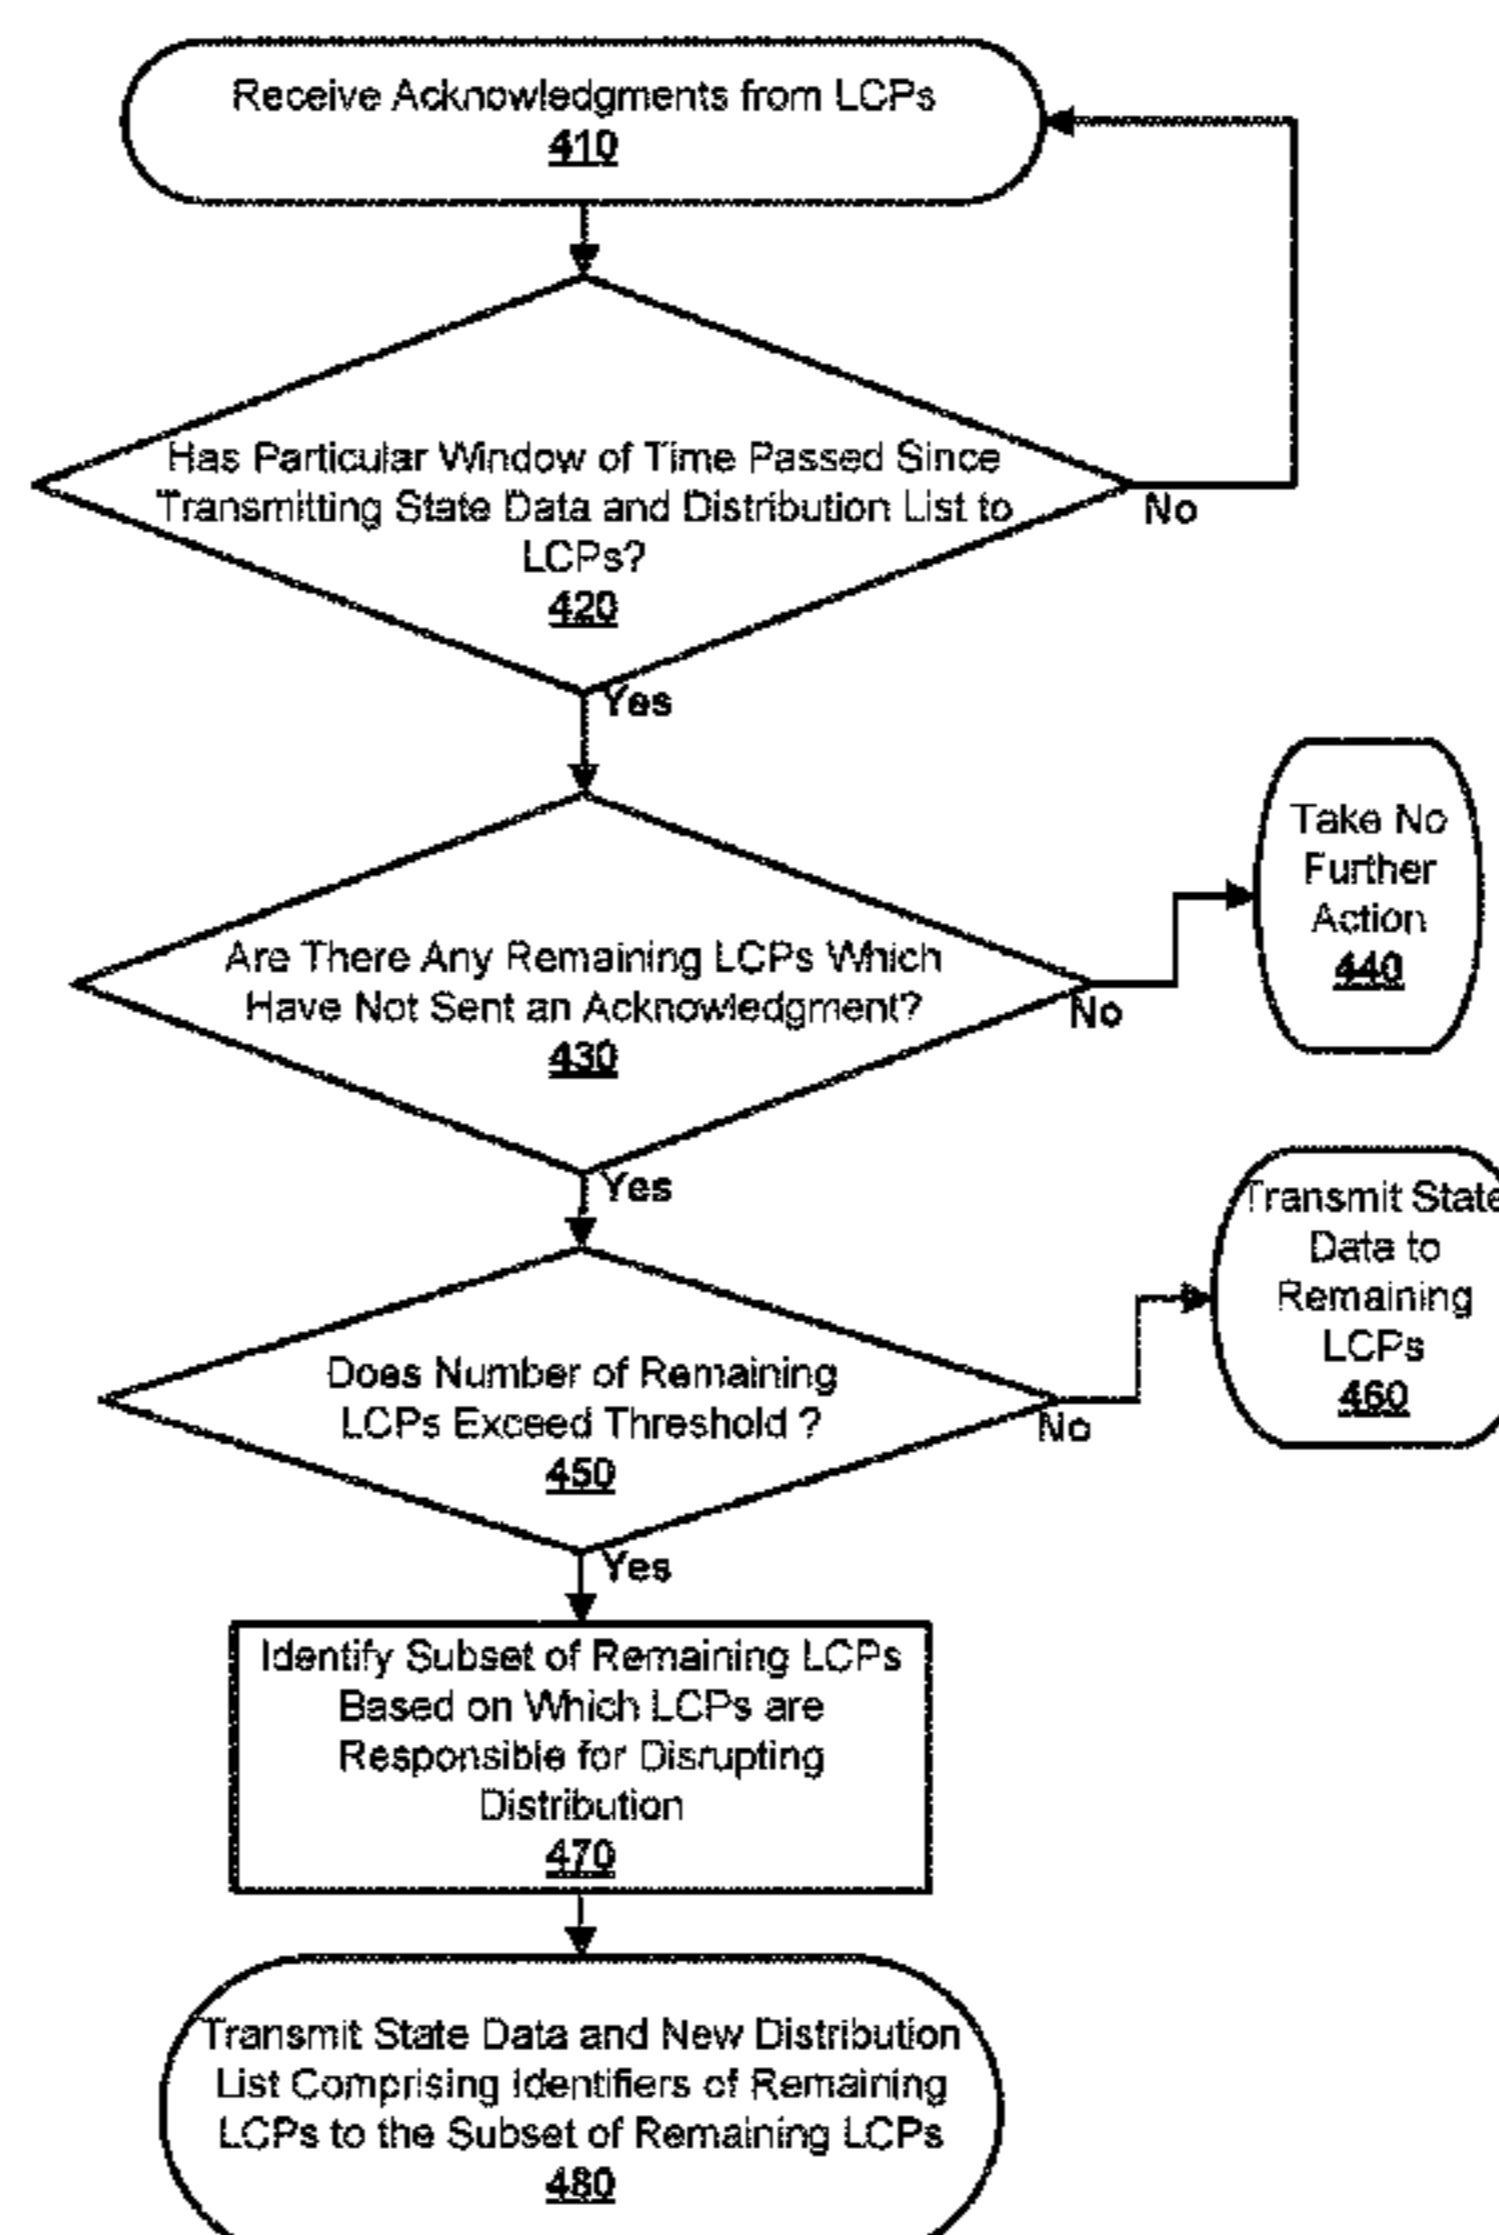 Receive Acknowledgments from LCPs
410
Has Particular Window of Time Passed Since
Transmitting State Data and Distribution List to
LCPs?
420
No
Yes
Take No
Further
Action
440
Are There Any Remaining LCPs Which
Have Not Sent an Acknowledgment?
430
No
Yes
Transmit State
Data to
Remaining
LCPs
460
Does Number of Remaining
LCPs Exceed Threshold ?
450
No
Yes
Identify Subset of Remaining LCPs
Based on Which LCPs are
Responsible for Disrupting
Distribution
470
Transmit State Data and New Distribution
List Comprising Identifiers of Remaining
LCPs to the Subset of Remaining LCPs
480